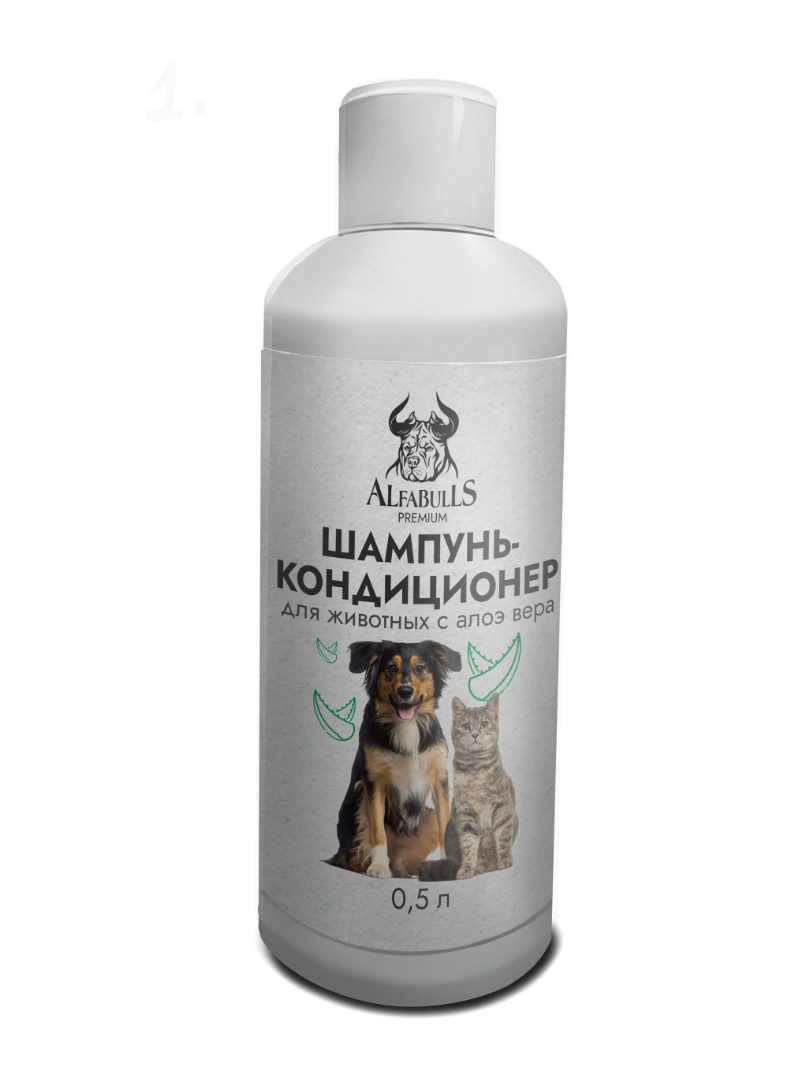 1.
ALFABULLS
PREMIUM
ШАМПУНЬ-
КОНДИЦИОНЕР
для животных с алоэ вера
0,5 л